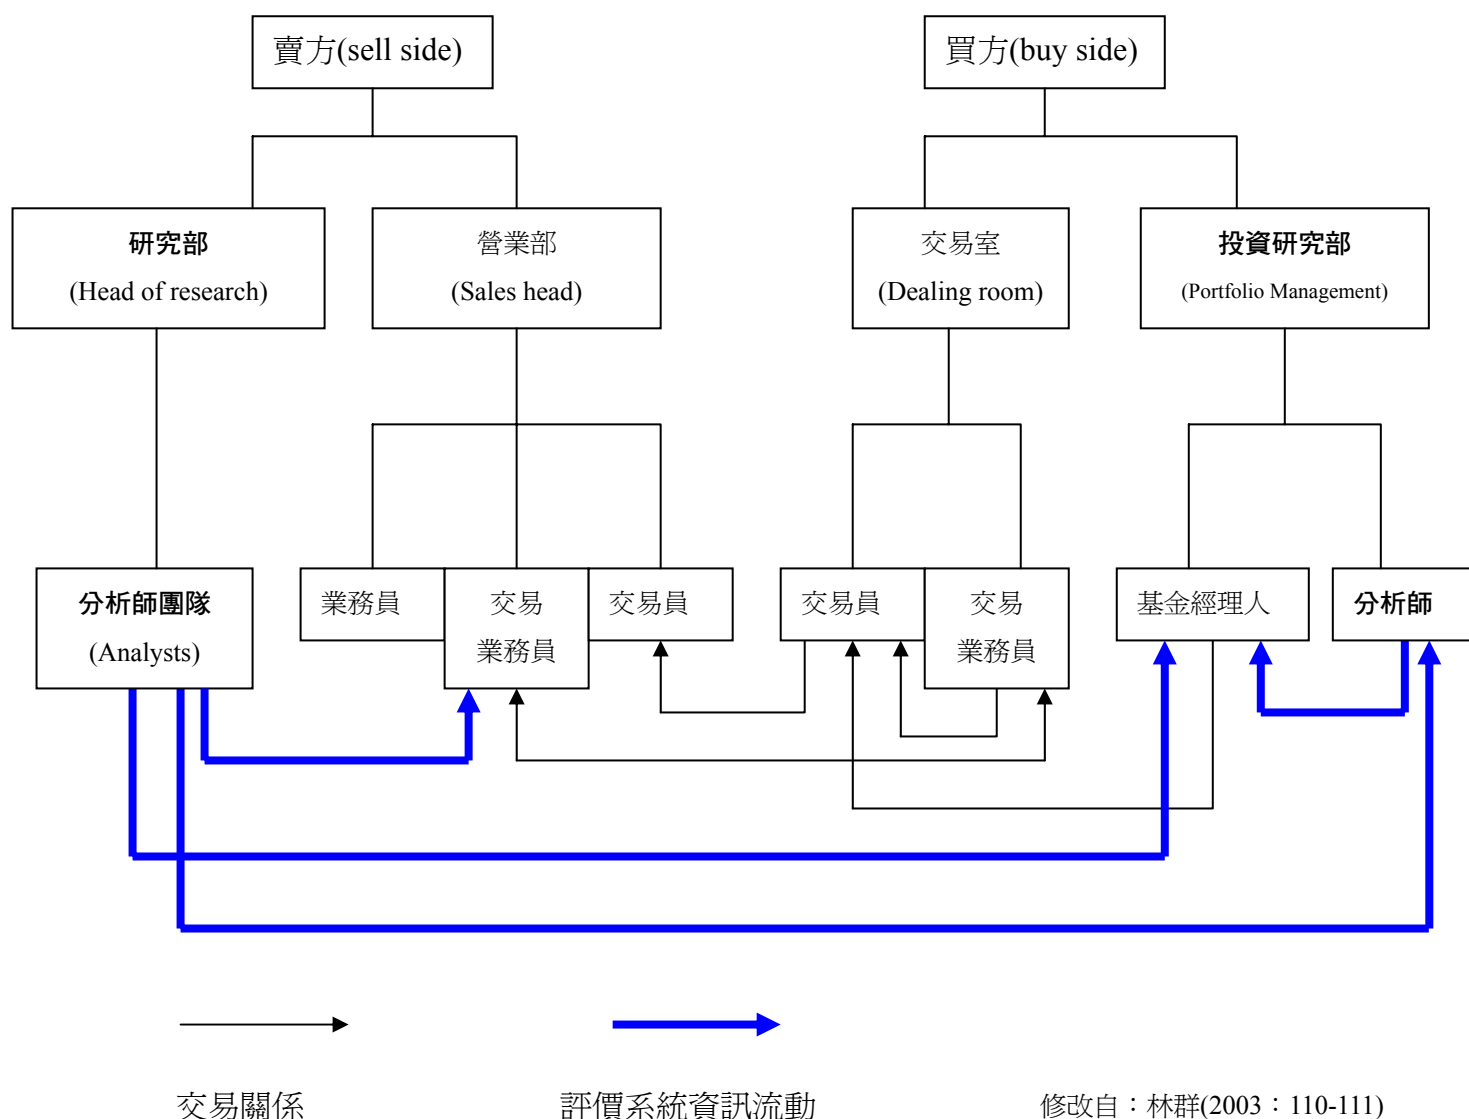 賣方(sell side)
買方(buy side)
研究部
(Head of research)
營業部
(Sales head)
交易室
(Dealing room)
投資研究部
(Portfolio Management)
分析師團隊
(Analysts)
業務員
交易
業務員
交易員
交易員
交易
業務員
基金經理人
分析師
交易關係
評價系統資訊流動
修改自：林群(2003：110-111)